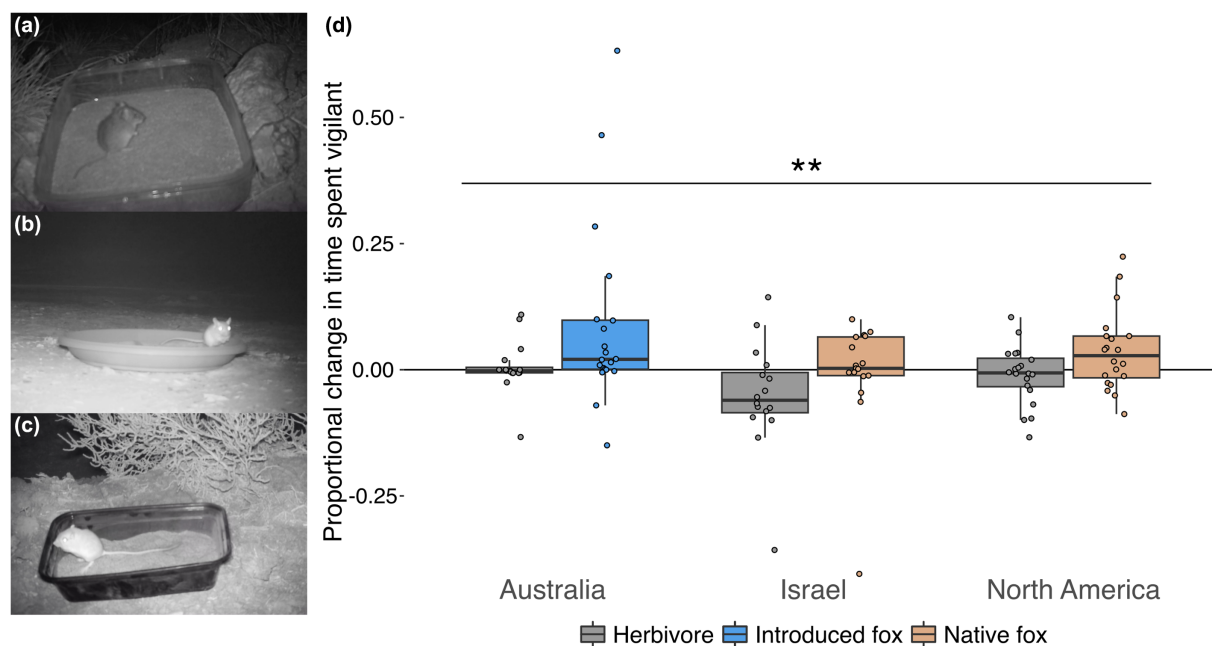 (a)
(b)
(c)
(d)
Proportional change in time spent vigilant
0.50
0.25
0.00
-0.25
**
Australia
Israel
North America
Herbivore
Introduced fox
Native fox